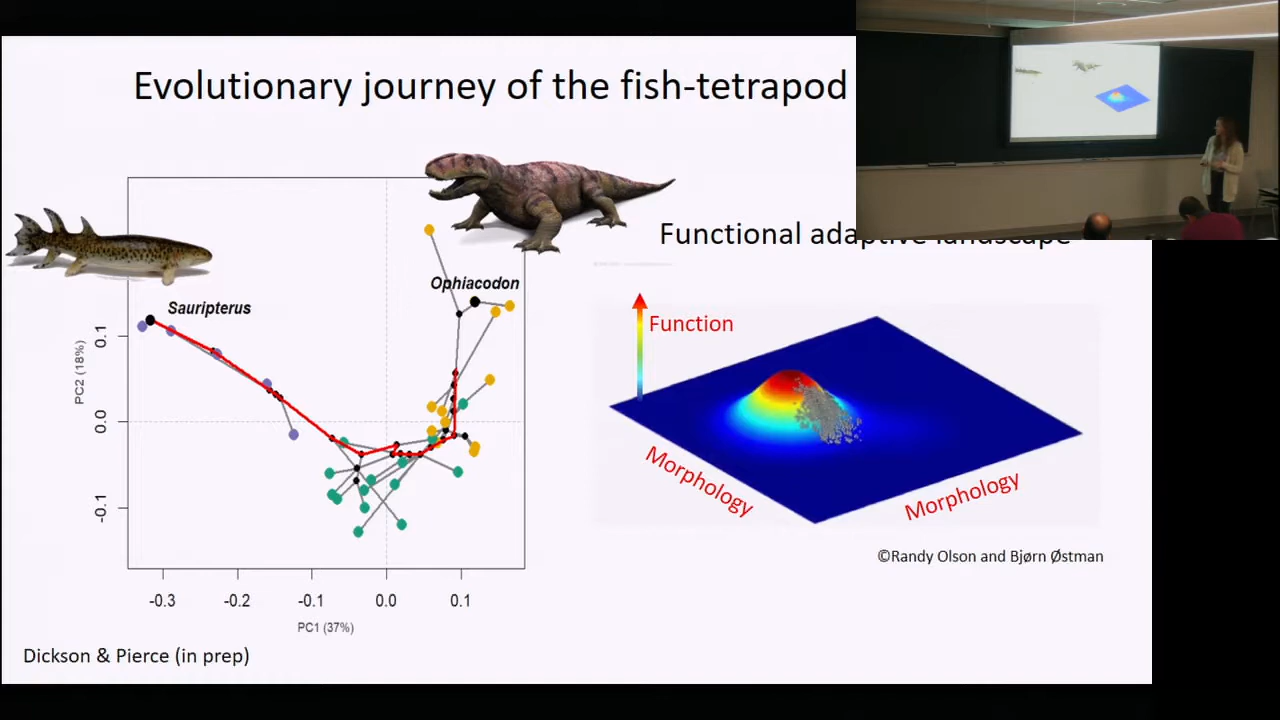 Evolutionary journey of the fish-tetrapod
Functional adaptive landscape
Ophiacodon
Sauripterus
Function
0.1
0.0
-0.1
PC2 (18%)
Morphology
Morphology
©Randy Olson and Bjørn Østman
-0.3
-0.2
-0.1
0.0
0.1
PC1 (37%)
Dickson & Pierce (in prep)